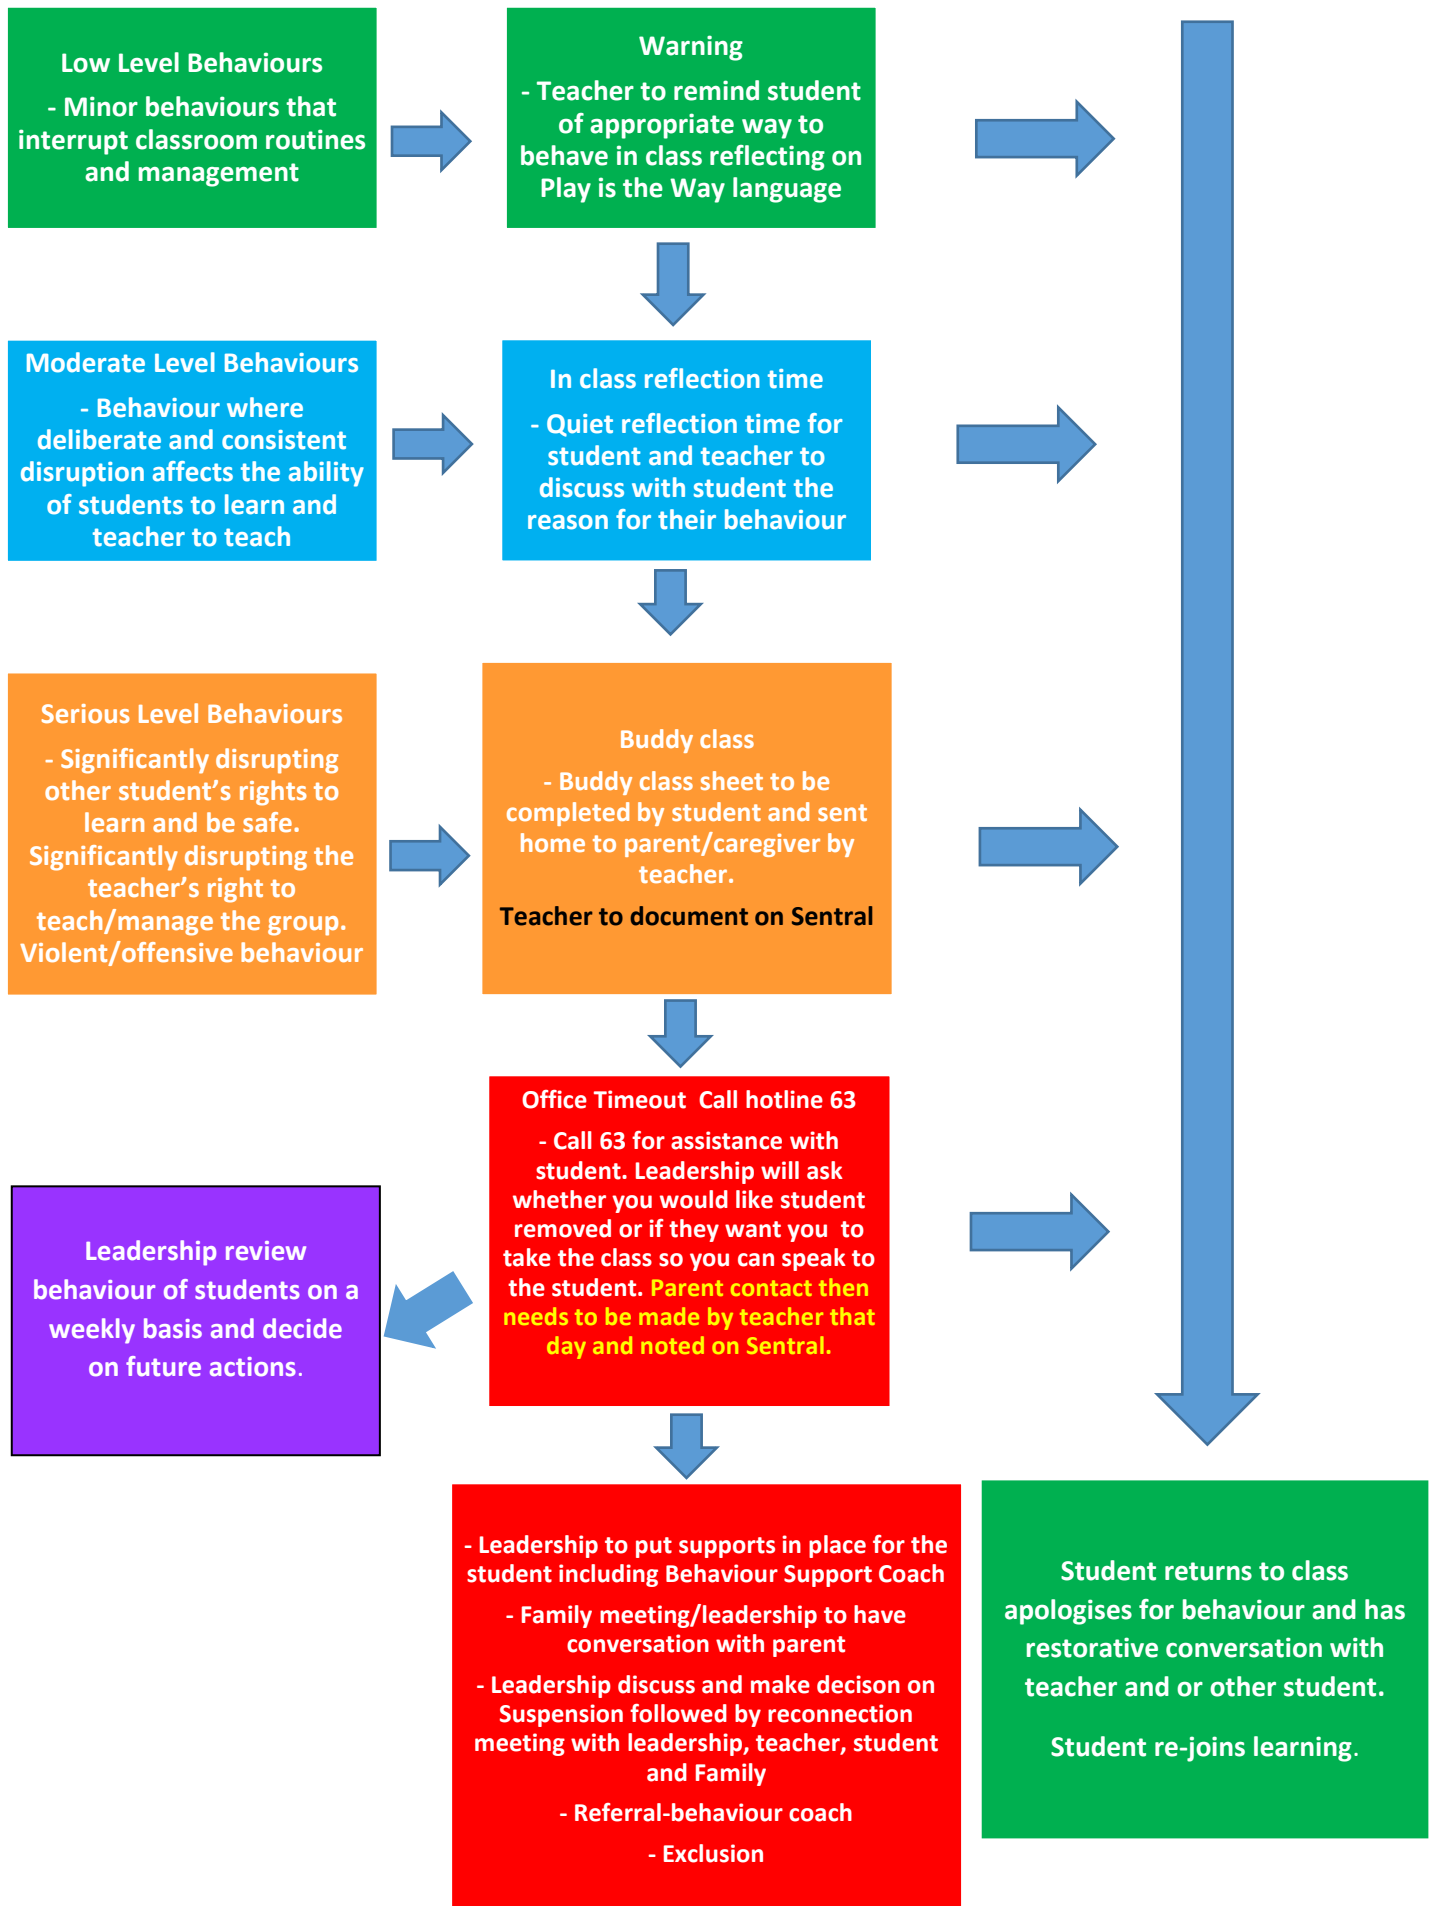 Low Level Behaviours
- Minor behaviours that
interrupt classroom routines
and management
Warning
- Teacher to remind student
of appropriate way to
behave in class reflecting on
Play is the Way language
Moderate Level Behaviours
- Behaviour where
deliberate and consistent
disruption affects the ability
of students to learn and
teacher to teach
In class reflection time
- Quiet reflection time for
student and teacher to
discuss with student the
reason for their behaviour
Serious Level Behaviours
- Significantly disrupting
other student’s rights to
learn and be safe.
Significantly disrupting the
teacher’s right to
teach/manage the group.
Violent/offensive behaviour
Buddy class
- Buddy class sheet to be
completed by student and sent
home to parent/caregiver by
teacher.
Teacher to document on Sentral
Office Timeout  Call hotline 63
- Call 63 for assistance with
student. Leadership will ask
whether you would like student
removed or if they want you  to
take the class so you can speak to
the student. Parent contact then
needs to be made by teacher that
day and noted on Sentral.
Leadership review
behaviour of students on a
weekly basis and decide
on future actions.
- Leadership to put supports in place for the
student including Behaviour Support Coach
- Family meeting/leadership to have
conversation with parent
- Leadership discuss and make decison on
Suspension followed by reconnection
meeting with leadership, teacher, student
and Family
- Referral-behaviour coach
- Exclusion
Student returns to class
apologises for behaviour and has
restorative conversation with
teacher and or other student.
Student re-joins learning.